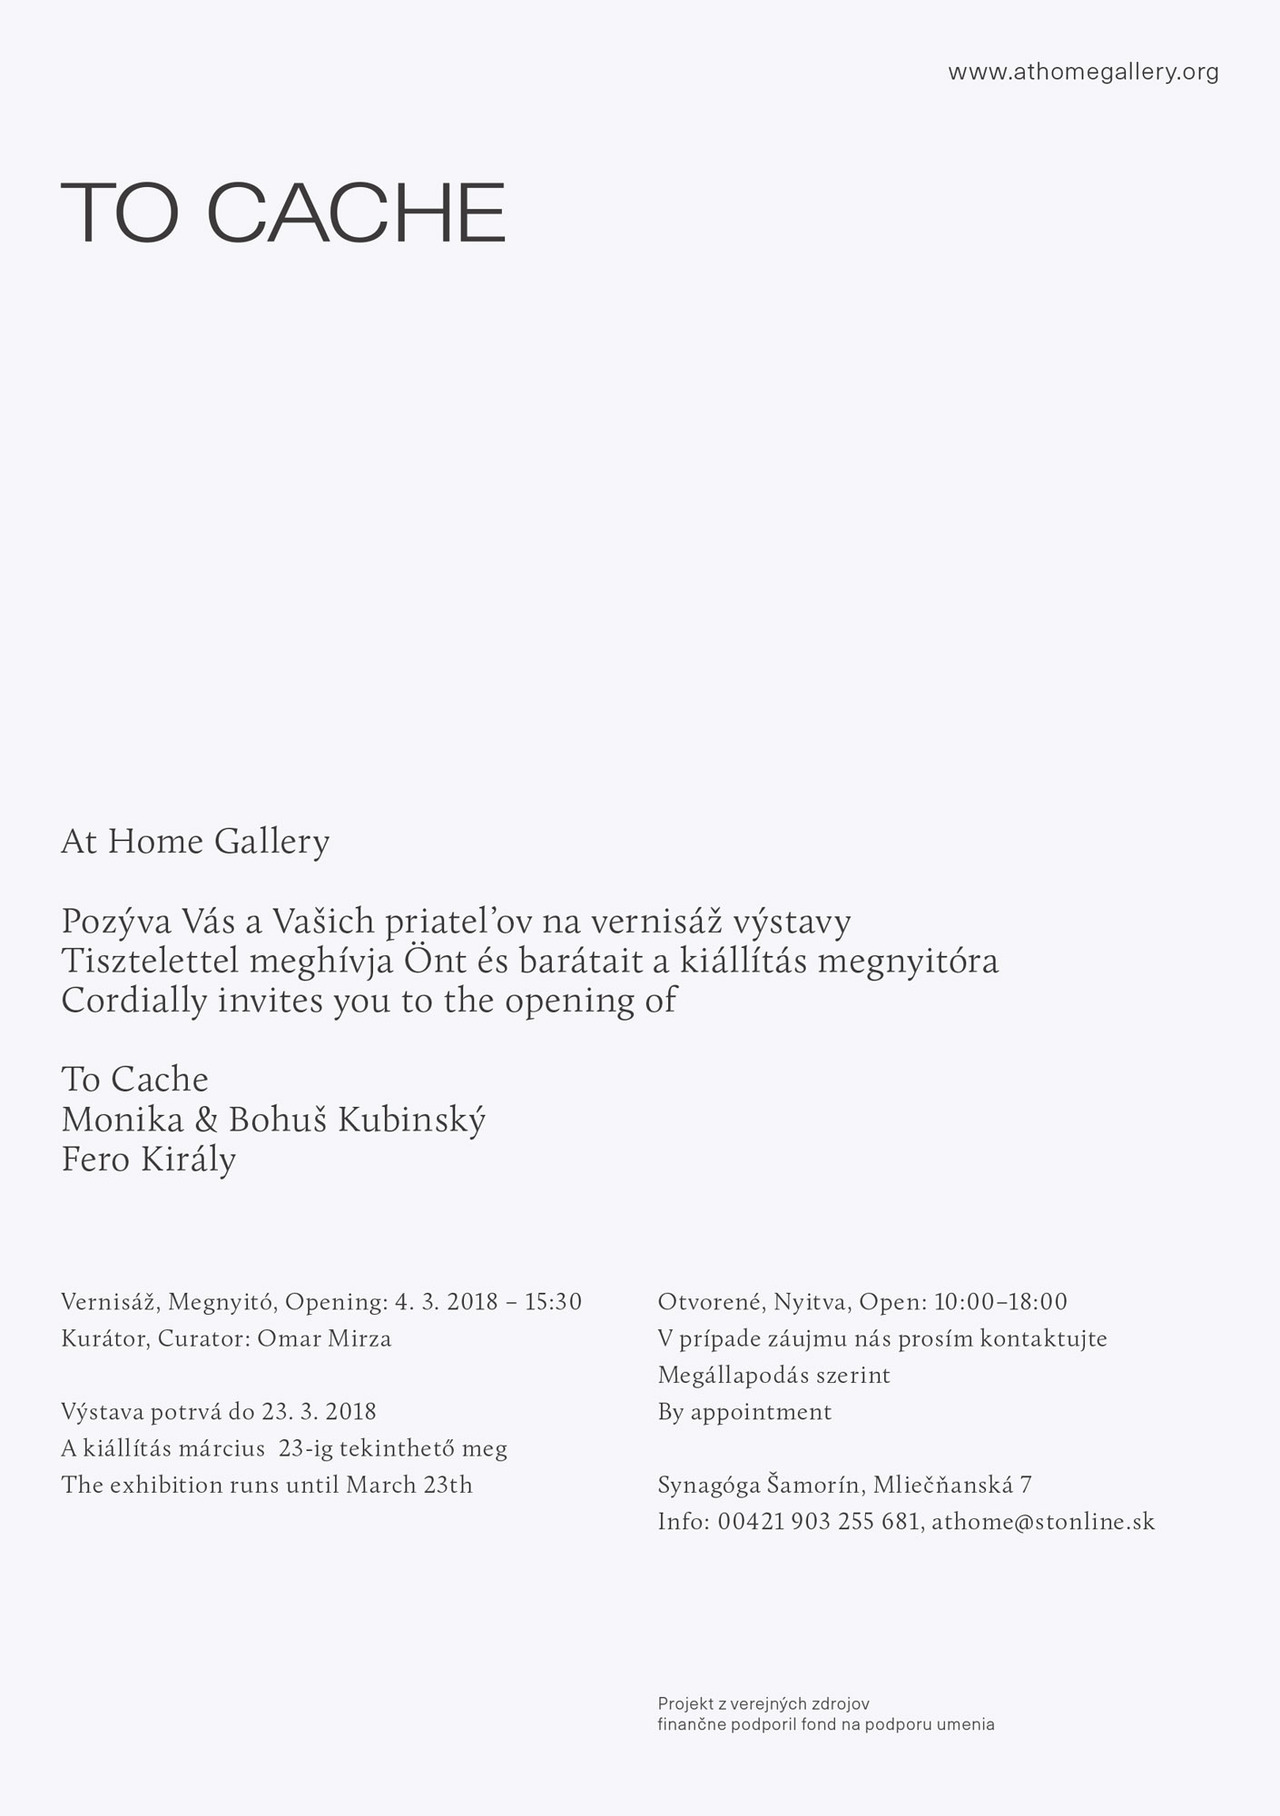 www.athomegallery.org
TO CACHE
At Home Gallery
Pozýva Vás a Vašich priatel’ov na vernisáž výstavy
Tisztelettel meghívja Önt és barátait a kiállítás megnyitóra
Cordially invites you to the opening of
To Cache
Monika & Bohuš Kubinský
Fero Király
Vernisáž, Megnyitó, Opening: 4. 3. 2018 – 15:30
Kurátor, Curator: Omar Mirza
Výstava potrvá do 23. 3. 2018
A kiállítás március  23-ig tekinthető meg
The exhibition runs until March 23th
Otvorené, Nyitva, Open: 10:00–18:00
V prípade záujmu nás prosím kontaktujte
Megállapodás szerint
By appointment
Synagóga Šamorín, Mliečňanská 7
Info: 00421 903 255 681, athome@stonline.sk
Projekt z verejných zdrojov
finančne podporil fond na podporu umenia